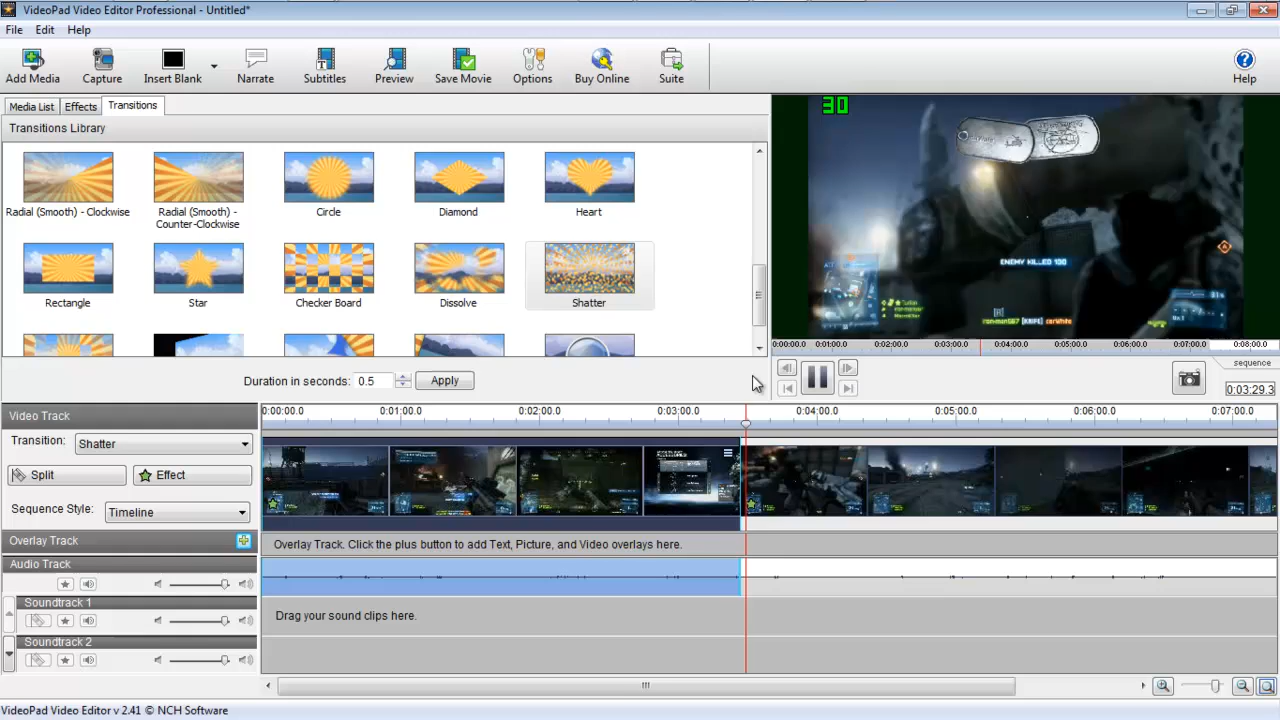 VideoPad Video Editor Professional - Untitled*
File Edit Help
Add Media Capture Insert Blank Narrate Subtitles Preview Save Movie Options Buy Online Suite Help
Media List Effects Transitions
Transitions Library
Radial (Smooth) - Clockwise
Radial (Smooth) - Counter-Clockwise
Circle
Diamond
Heart
Rectangle
Star
Checker Board
Dissolve
Shatter
30
ENEMY KILLED 100
[KNIFE]
0:00:00.0 0:01:00.0 0:02:00.0 0:03:00.0 0:04:00.0 0:05:00.0 0:06:00.0 0:07:00.0 0:08:00.0
sequence
0:03:29.3
Duration in seconds: 0.5 Apply
Video Track
0:00:00.0 0:01:00.0 0:02:00.0 0:03:00.0 0:04:00.0 0:05:00.0 0:06:00.0 0:07:00.0
Transition: Shatter
Split Effect
Sequence Style: Timeline
Overlay Track
Overlay Track. Click the plus button to add Text, Picture, and Video overlays here.
Audio Track
Soundtrack 1
Drag your sound clips here.
Soundtrack 2
VideoPad Video Editor v 2.41 © NCH Software